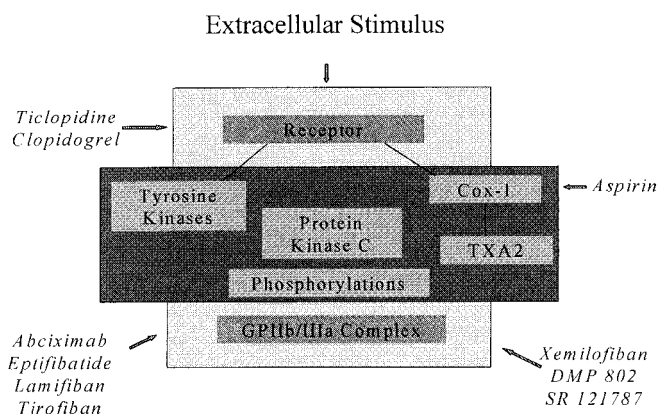 Extracellular Stimulus
Ticlopidine
Clopidogrel
Receptor
Tyrosine
Kinases
Cox-1
Aspirin
Protein
Kinase C
TXA2
Phosphorylations
GPIIb/IIIa Complex
Abciximab
Eptifibatide
Lamifiban
Tirofiban
Xemilofiban
DMP 802
SR 121787